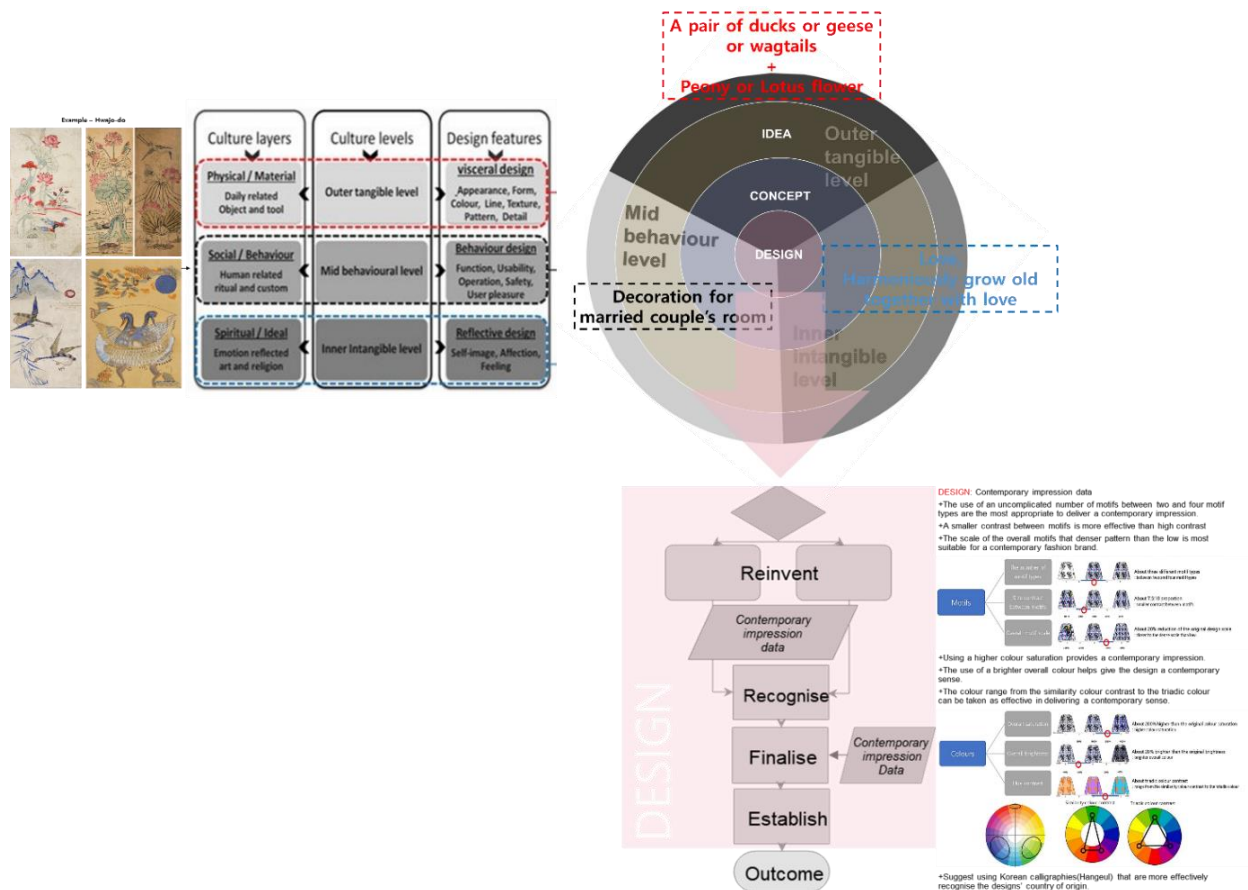 Example – Hwajo-do
Culture layers
Physical / Material
Daily related
Object and tool
Social / Behaviour
Human related
ritual and custom
Spiritual / Ideal
Emotion reflected
art and religion
Culture levels
Outer tangible level
Mid behavioural level
Inner Intangible level
Design features
visceral design
Appearance, Form,
Colour, Line, Texture,
Pattern, Detail
Behaviour design
Function, Usability,
Operation, Safety,
User pleasure
Reflective design
Self-image, Affection,
Feeling
A pair of ducks or geese
or wagtails
+
Peony or Lotus flower
IDEA
Outer
tangible
level
CONCEPT
Mid
behaviour
level
DESIGN
Harmoniously grow old
together with love
Decoration for
married couple's room
Inner
intangible
level
DESIGN
Reinvent
Contemporary
impression
data
Recognise
Finalise
Contemporary
impression
Data
Establish
Outcome
DESIGN: Contemporary impression data
+The use of an uncomplicated number of motifs between two and four motif
types are the most appropriate to deliver a contemporary impression.
+A smaller contrast between motifs is more effective than high contrast
+The scale of the overall motifs that denser pattern than the low is most
suitable for a contemporary fashion brand.
Motifs
+Using a higher colour saturation provides a contemporary impression.
+The use of a brighter overall colour helps give the design a contemporary
sense.
+The colour range from the similarity colour contrast to the triadic colour
can be taken as effective in delivering a contemporary sense.
Colours
Similarity colour contrast
Triadic colour contrast
+Suggest using Korean calligraphies(Hangeul) that are more effectively
recognise the designs' country of origin.